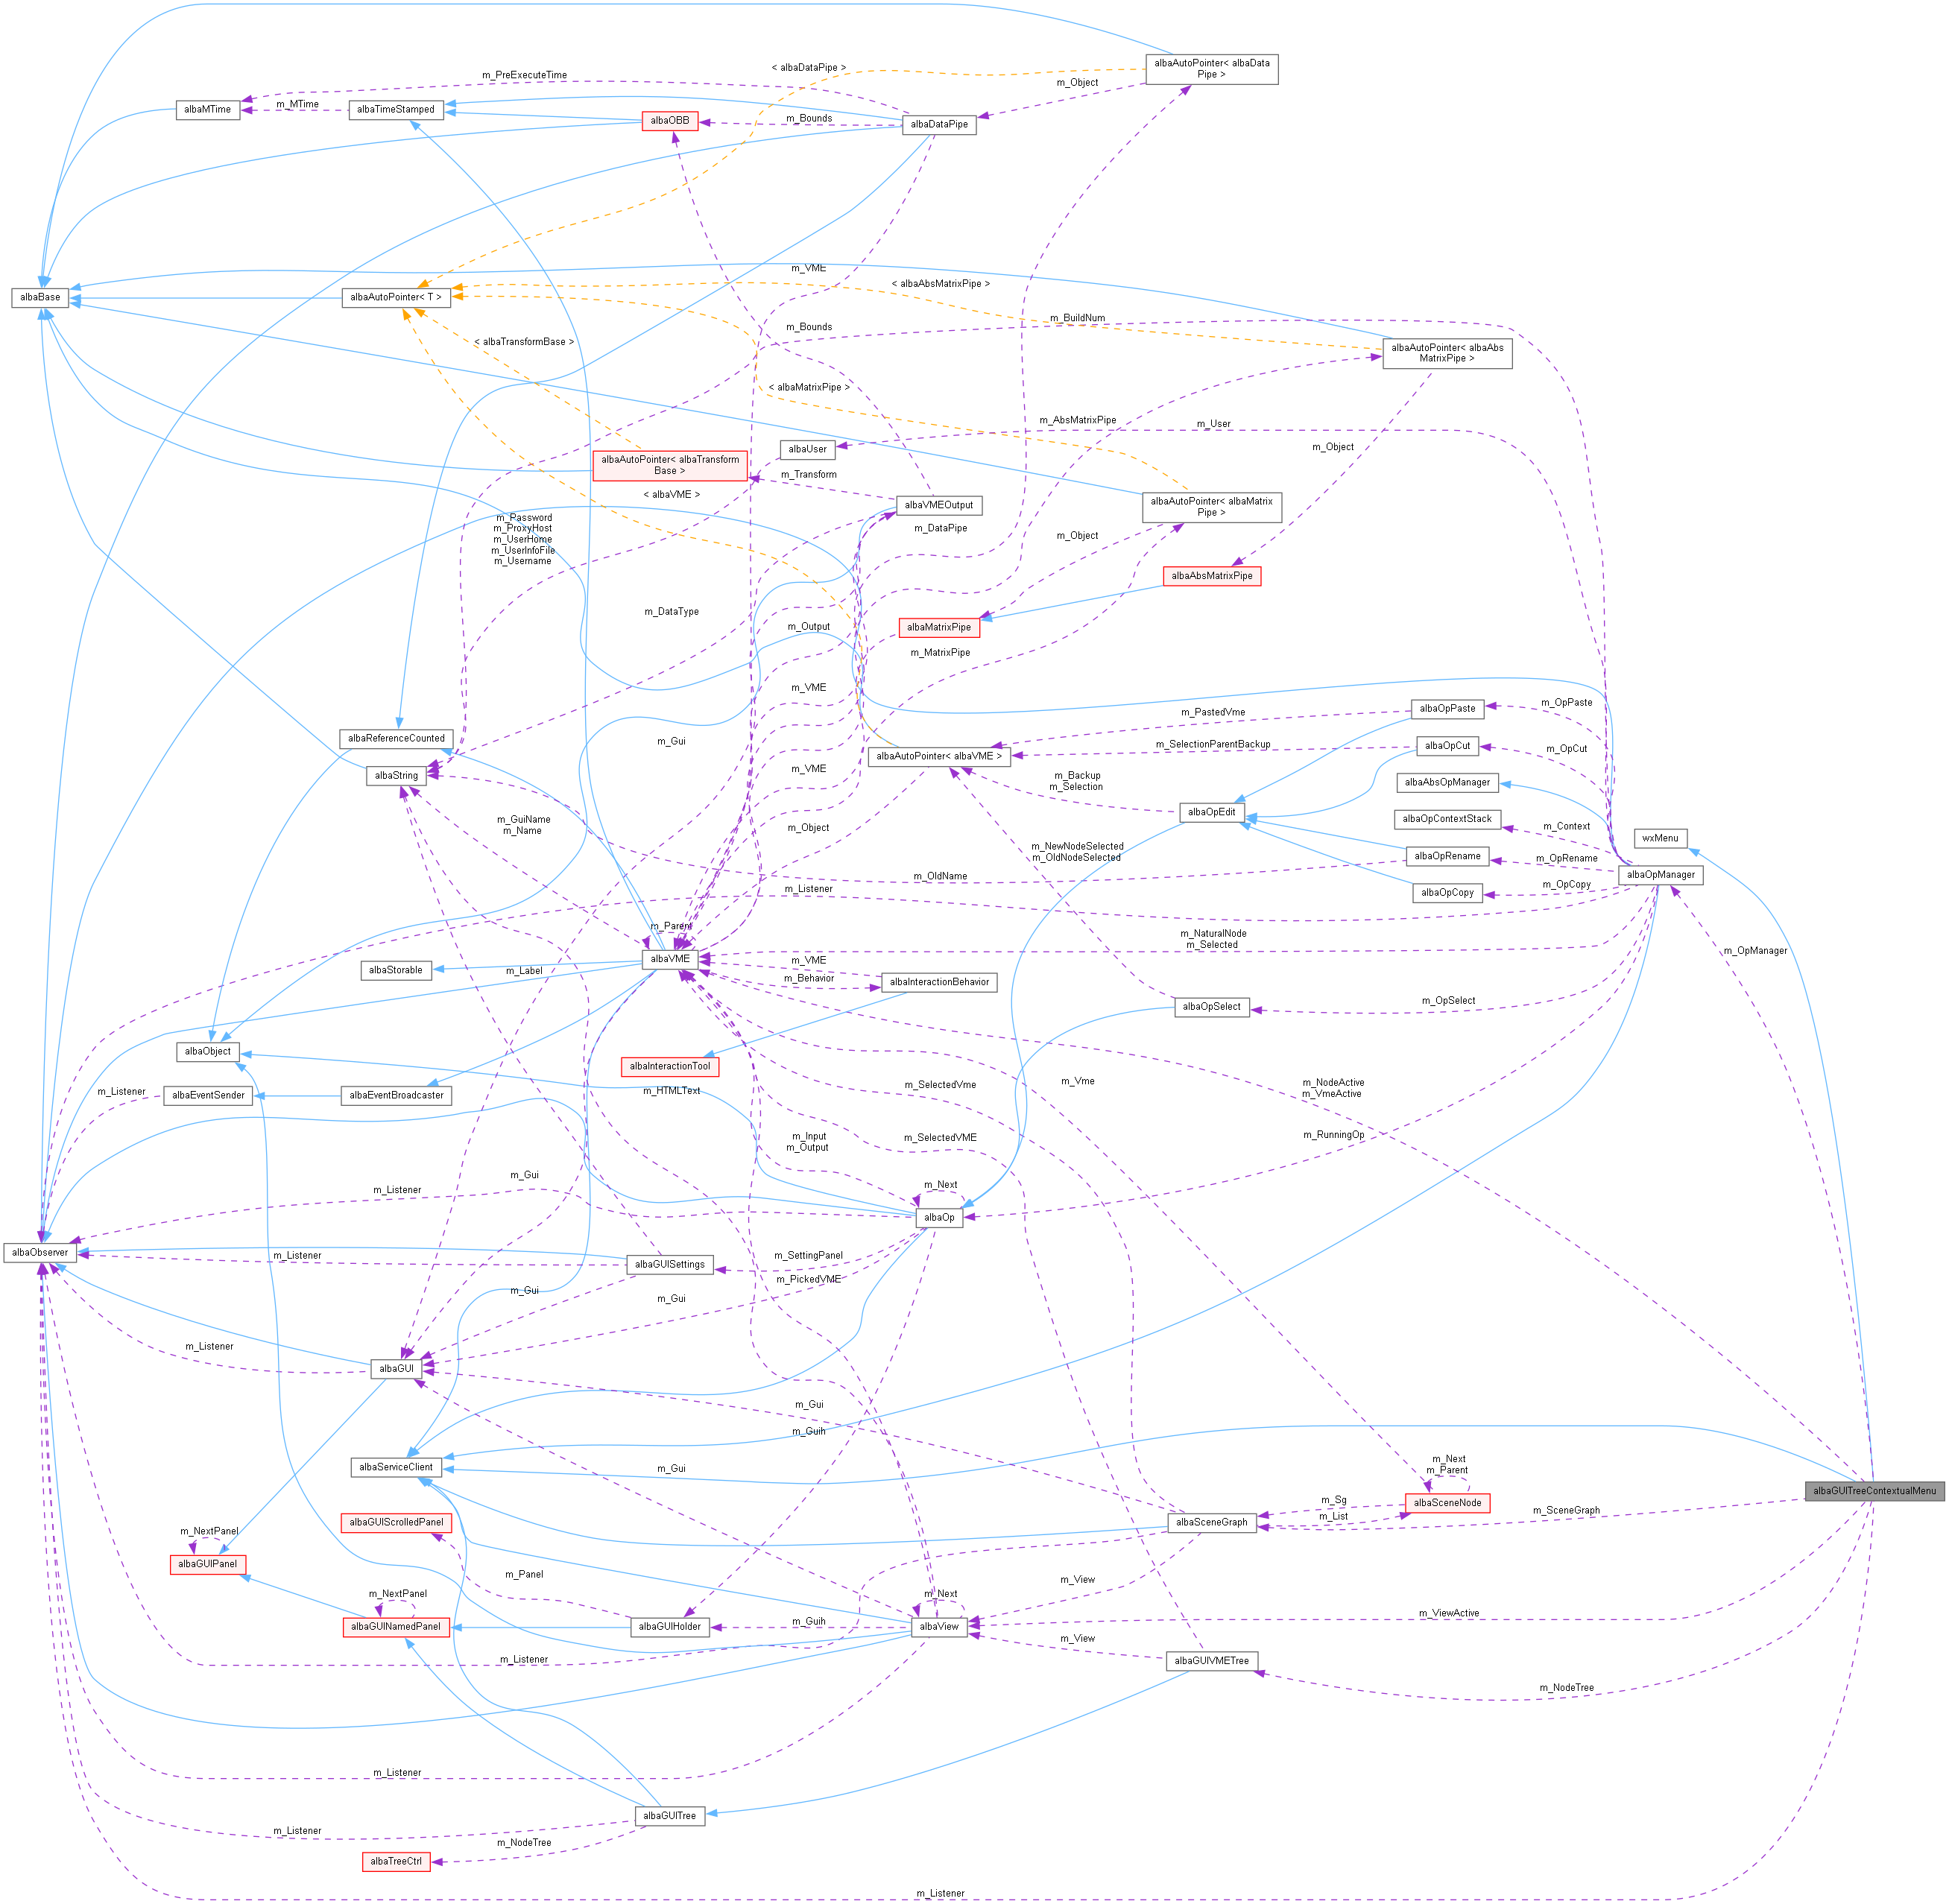 albaAutoPointer< albaData
Pipe >
< albaDataPipe >
m_PreExecuteTime
m_Object
m_MTime
albaMTime
albaTimeStamped
albaOBB
m_Bounds
albaDataPipe
m_VME
< albaAbsMatrixPipe >
albaBase
albaAutoPointer< T >
m_BuildNum
m_Bounds
< albaTransformBase >
albaAutoPointer< albaAbs
MatrixPipe >
< albaMatrixPipe >
m_AbsMatrixPipe
m_User
albaUser
m_Object
albaAutoPointer< albaTransform
Base >
m_Transform
< albaVME >
albaVMEOutput
albaAutoPointer< albaMatrix
Pipe >
m_Password
m_ProxyHost
m_UserHome
m_UserInfoFile
m_Username
m_DataPipe
m_Object
albaAbsMatrixPipe
m_DataType
m_Output
albaMatrixPipe
m_MatrixPipe
m_VME
albaOpPaste
m_OpPaste
m_PastedVme
albaReferenceCounted
m_Gui
albaAutoPointer< albaVME >
m_SelectionParentBackup
albaOpCut
m_OpCut
albaString
m_VME
m_Backup
m_Selection
albaAbsOpManager
albaOpEdit
albaOpContextStack
m_Context
wxMenu
m_GuiName
m_Name
m_Object
m_NewNodeSelected
m_OldNodeSelected
albaOpRename
m_OpRename
m_OldName
albaOpManager
m_Listener
albaOpCopy
m_OpCopy
m_Parent
m_NaturalNode
m_Selected
m_OpManager
albaVME
albaStorable
m_Label
m_VME
m_Behavior
albaInteractionBehavior
albaOpSelect
m_OpSelect
albaObject
albaInteractionTool
m_Listener
albaEventSender
albaEventBroadcaster
m_HTMLText
m_SelectedVme
m_Vme
m_NodeActive
m_VmeActive
m_Input
m_Output
m_SelectedVME
m_RunningOp
m_Gui
m_Listener
m_Next
albaOp
albaObserver
m_Listener
albaGUISettings
m_SettingPanel
m_PickedVME
m_Gui
m_Gui
m_Listener
albaGUI
m_Gui
m_Guih
m_Gui
albaServiceClient
m_Next
m_Parent
albaGUITreeContextualMenu
albaSceneNode
m_Sg
m_List
m_SceneGraph
albaGUIScrolledPanel
albaSceneGraph
m_NextPanel
albaGUIPanel
m_Panel
m_View
m_NextPanel
m_Next
m_ViewActive
albaGUINamedPanel
albaGUIHolder
m_Guih
albaView
m_View
m_Listener
albaGUIVMETree
m_NodeTree
m_Listener
albaGUITree
m_Listener
m_NodeTree
albaTreeCtrl
m_Listener